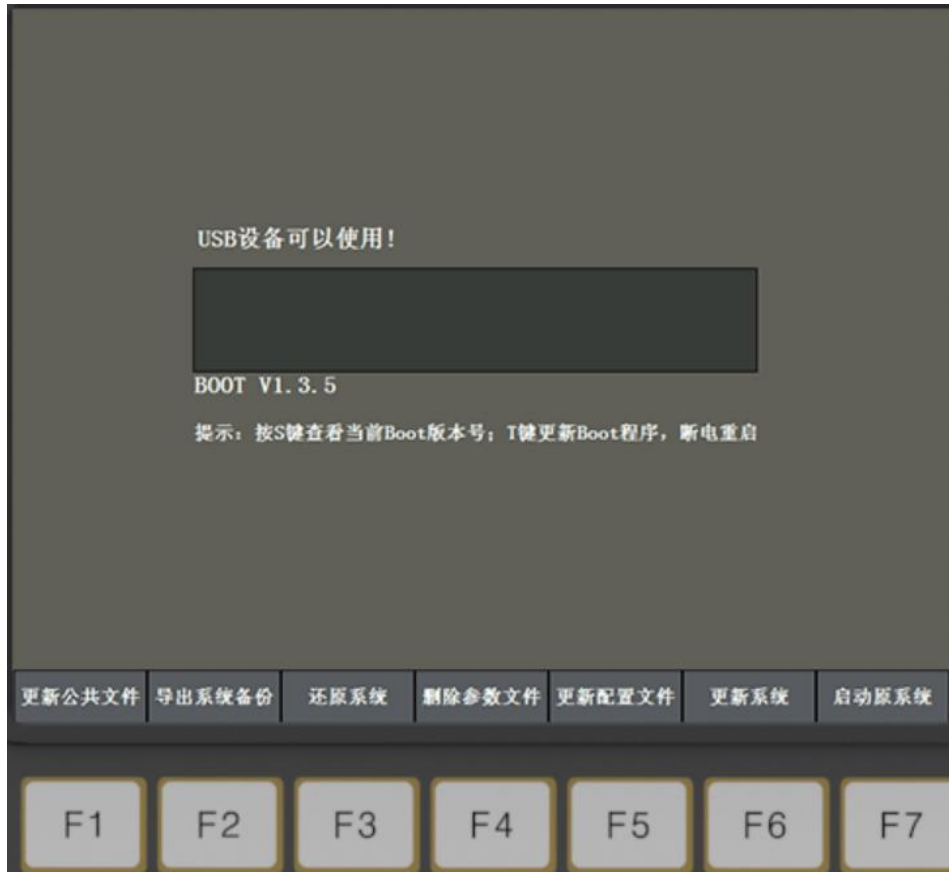 USB设备可以使用!
BOOT V1.3.5
提示：按S键查看当前Boot版本号；T键更新Boot程序，断电重启
更新公共文件 导出系统备份 还原系统 删除参数文件 更新配置文件 更新系统 启动原系统
F1 F2 F3 F4 F5 F6 F7